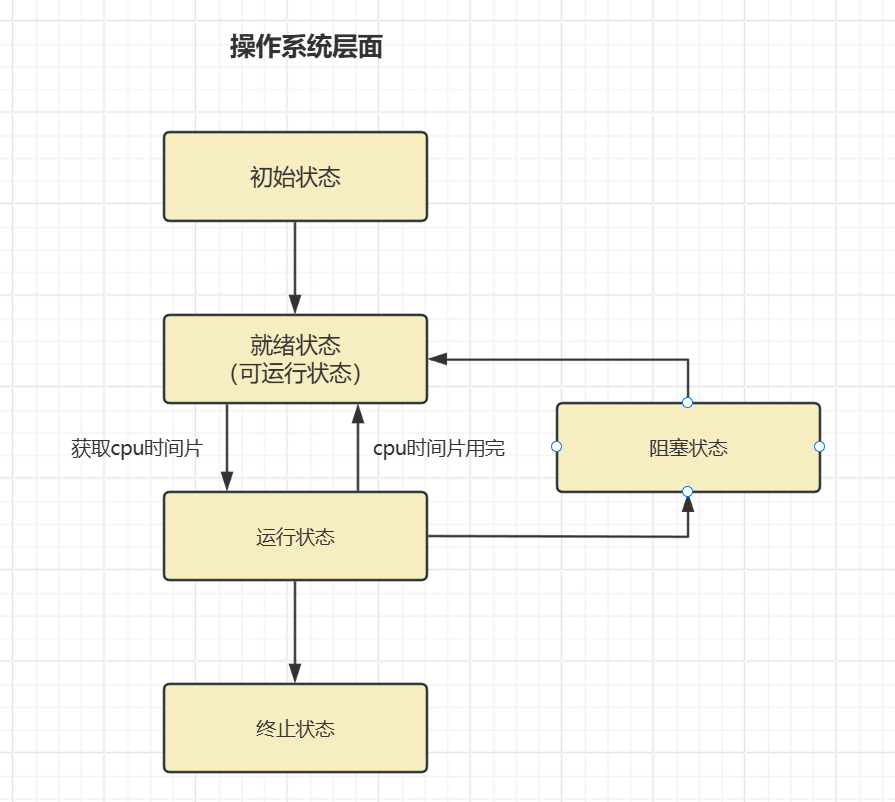 操作系统层面
初始状态
就绪状态
（可运行状态）
获取cpu时间片
cpu时间片用完
阻塞状态
运行状态
终止状态